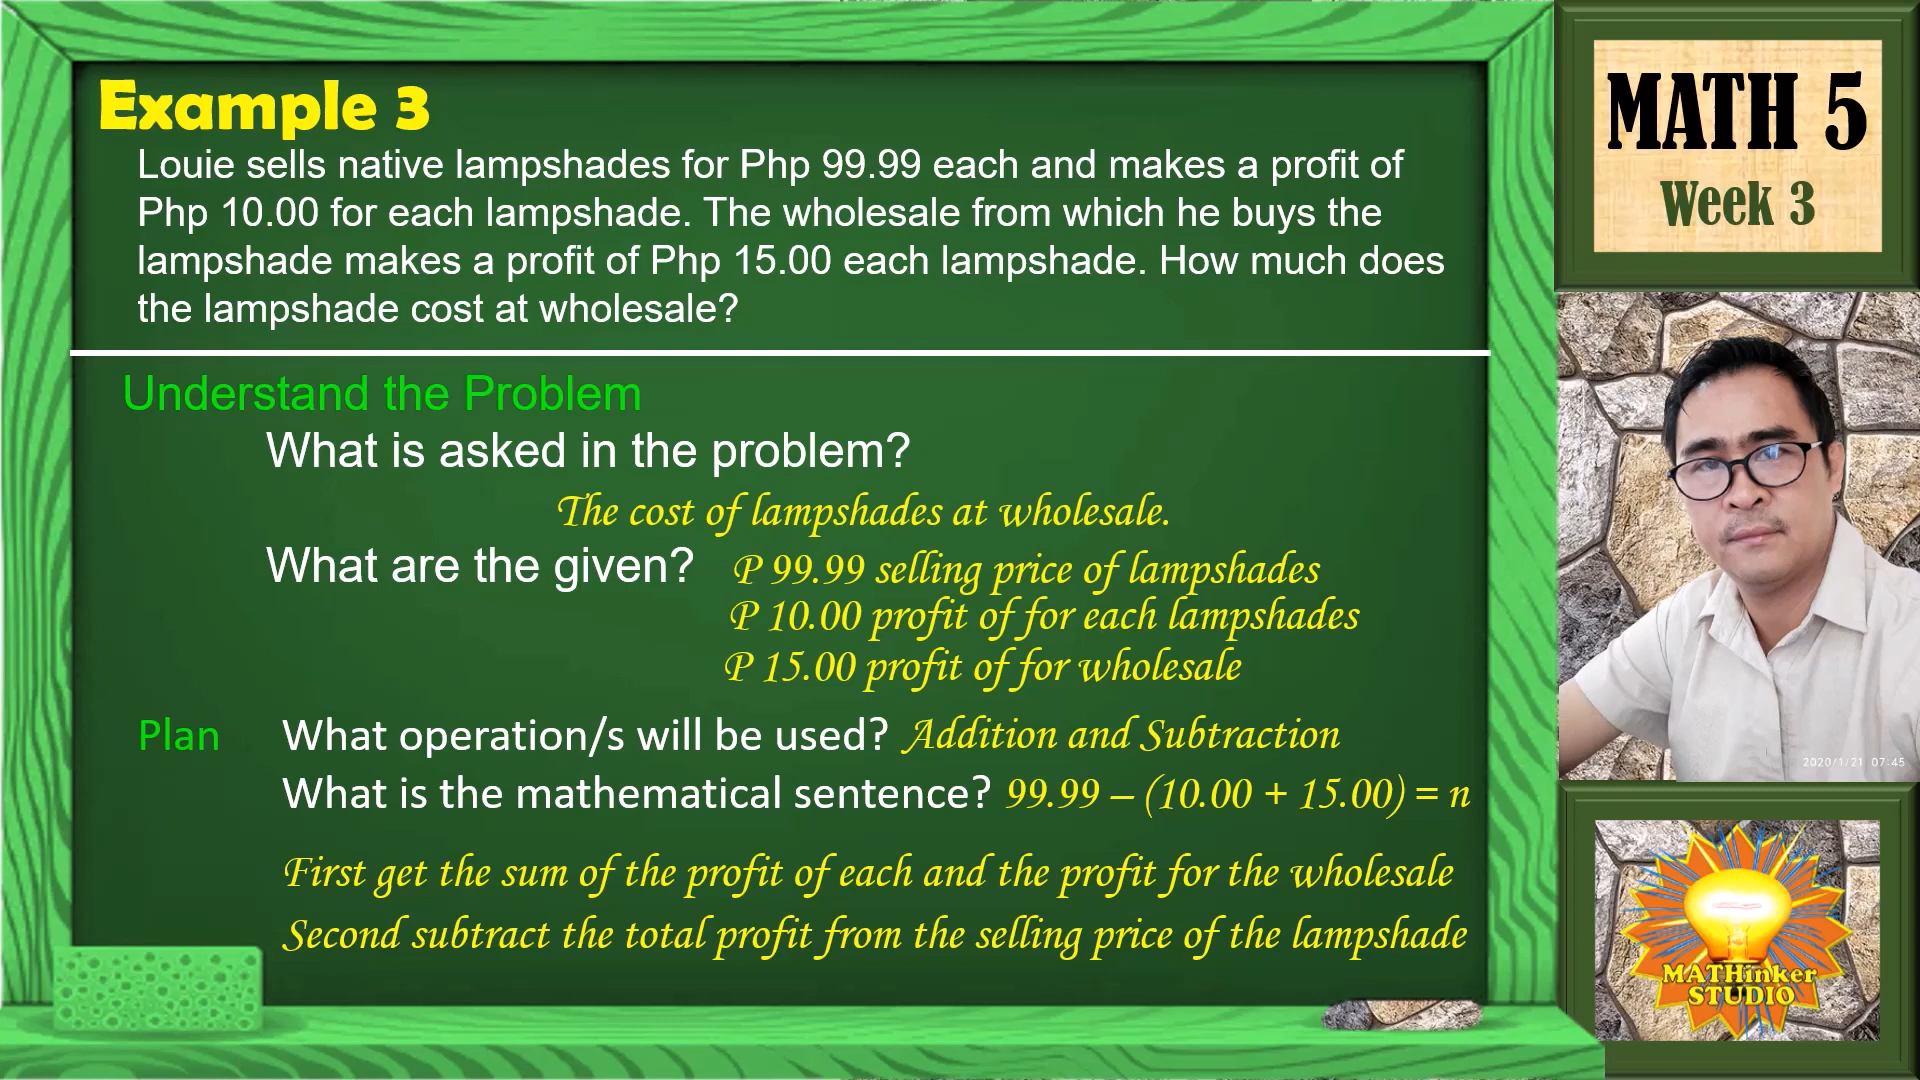 Example 3
Louie sells native lampshades for Php 99.99 each and makes a profit of
Php 10.00 for each lampshade. The wholesale from which he buys the
lampshade makes a profit of Php 15.00 each lampshade. How much does
the lampshade cost at wholesale?
Understand the Problem
What is asked in the problem?
The cost of lampshades at wholesale.
What are the given? P 99.99 selling price of lampshades
P 10.00 profit of for each lampshades
P 15.00 profit of for wholesale
Plan What operation/s will be used? Addition and Subtraction
What is the mathematical sentence? 99.99 – (10.00 + 15.00) = n
First get the sum of the profit of each and the profit for the wholesale
Second subtract the total profit from the selling price of the lampshade
MATH 5
Week 3
2020/1/21 07:45
MATHinker
STUDIO